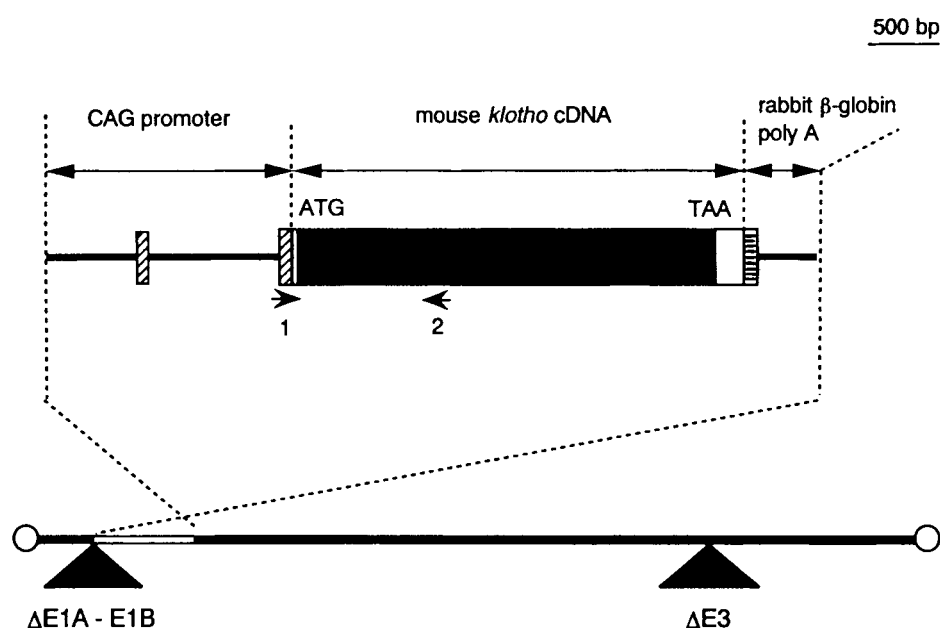 500 bp
CAG promoter
mouse klotho cDNA
rabbit β-globin
poly A
ATG
TAA
1
2
ΔE1A - E1B
ΔE3